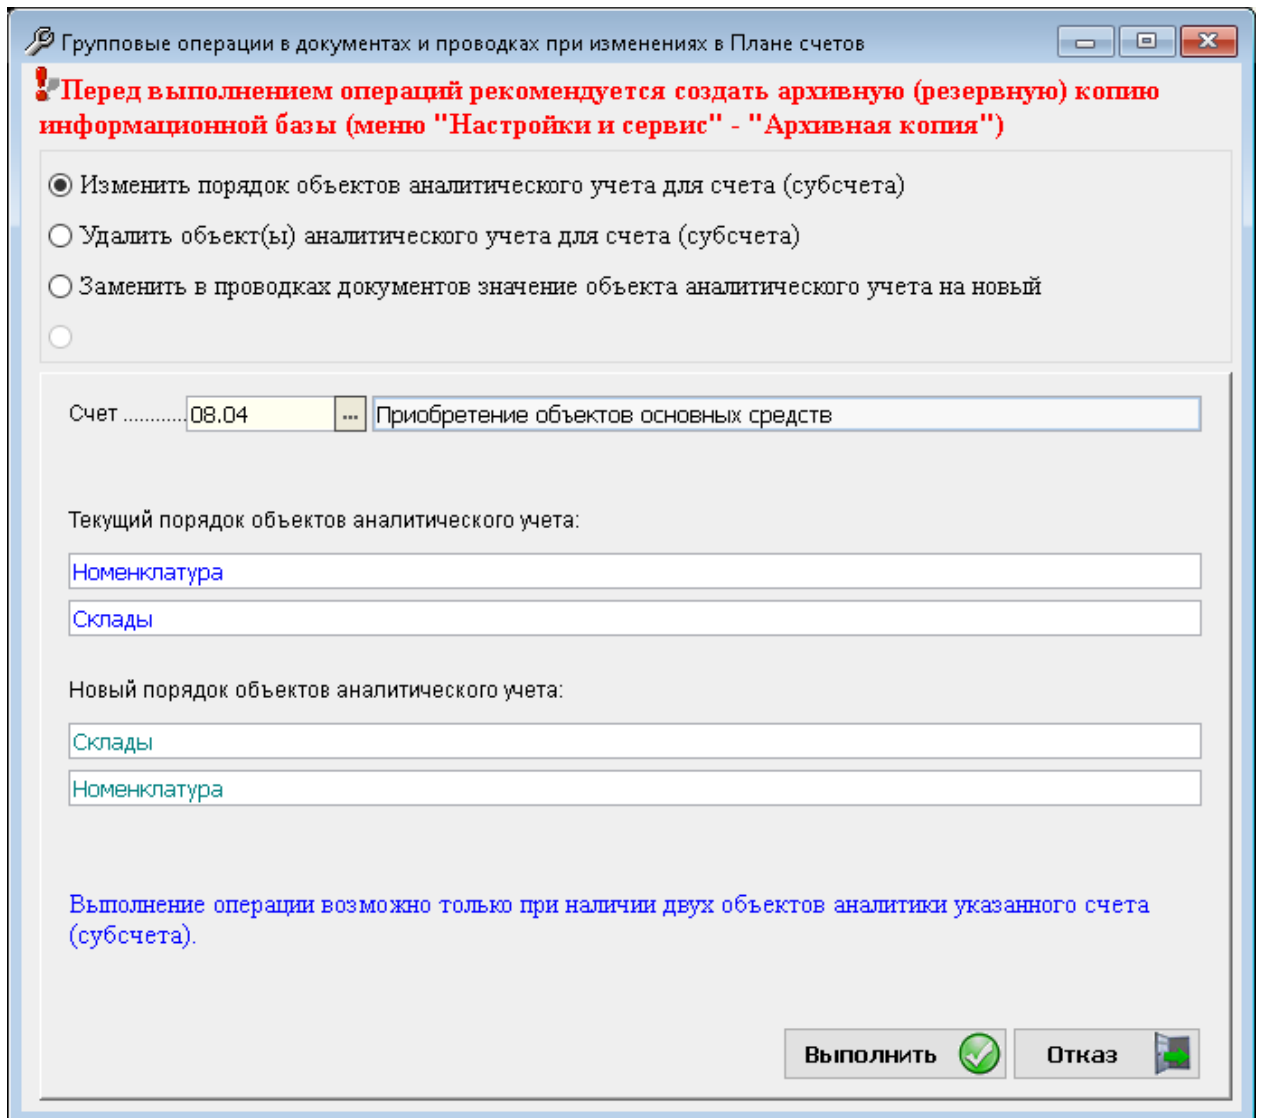 Групповые операции в документах и проводках при изменениях в Плане счетов
Перед выполнением операций рекомендуется создать архивную (резервную) копию
информационной базы (меню "Настройки и сервис" - "Архивная копия")
Изменить порядок объектов аналитического учета для счета (субсчета)
Удалить объект(ы) аналитического учета для счета (субсчета)
Заменить в проводках документов значение объекта аналитического учета на новый
Счет ............08.04 ... Приобретение объектов основных средств
Текущий порядок объектов аналитического учета:
Номенклатура
Склады
Новый порядок объектов аналитического учета:
Склады
Номенклатура
Выполнение операции возможно только при наличии двух объектов аналитики указанного счета
(субсчета).
Выполнить Отказ